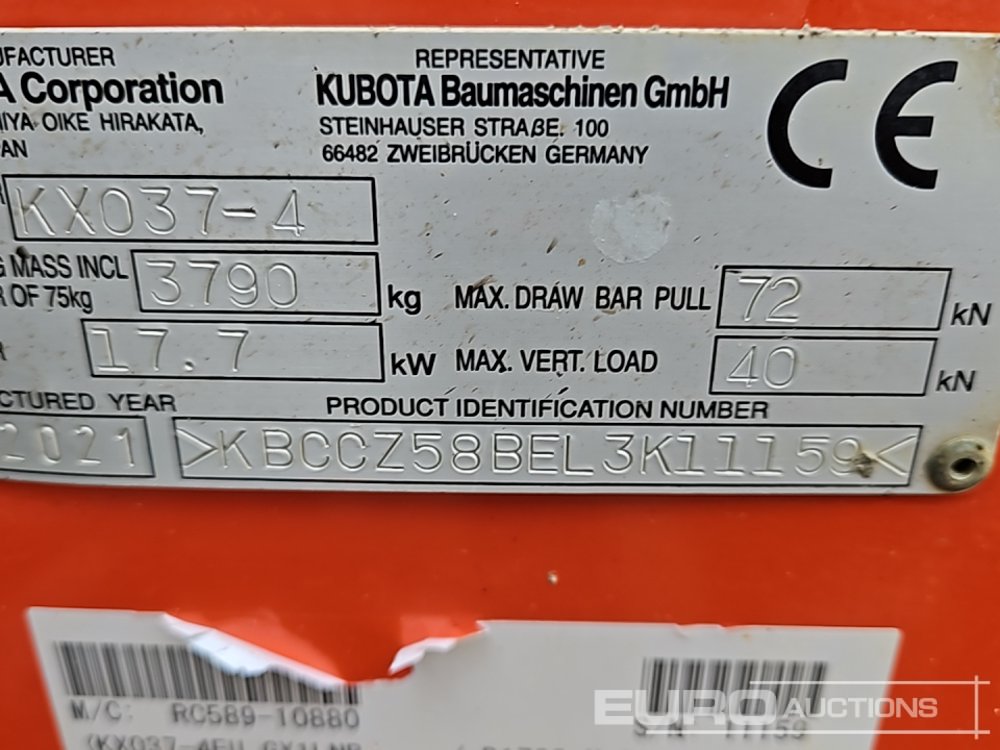 UFACTURER
A Corporation
IYA OIKE HIRAKATA,
PAN
REPRESENTATIVE
KUBOTA Baumaschinen GmbH
STEINHAUSER STRAßE. 100
66482 ZWEIBRÜCKEN GERMANY
CE
KX037-4
G MASS INCL
R OF 75kg
3790
kg
MAX. DRAW BAR PULL
72
kN
17.7
kW
MAX. VERT. LOAD
40
kN
CTURED YEAR
2021
PRODUCT IDENTIFICATION NUMBER
>KBCCZ58BEL3K11159<
M/C: RC589-10880
S/N 11159
EURO AUCTIONS